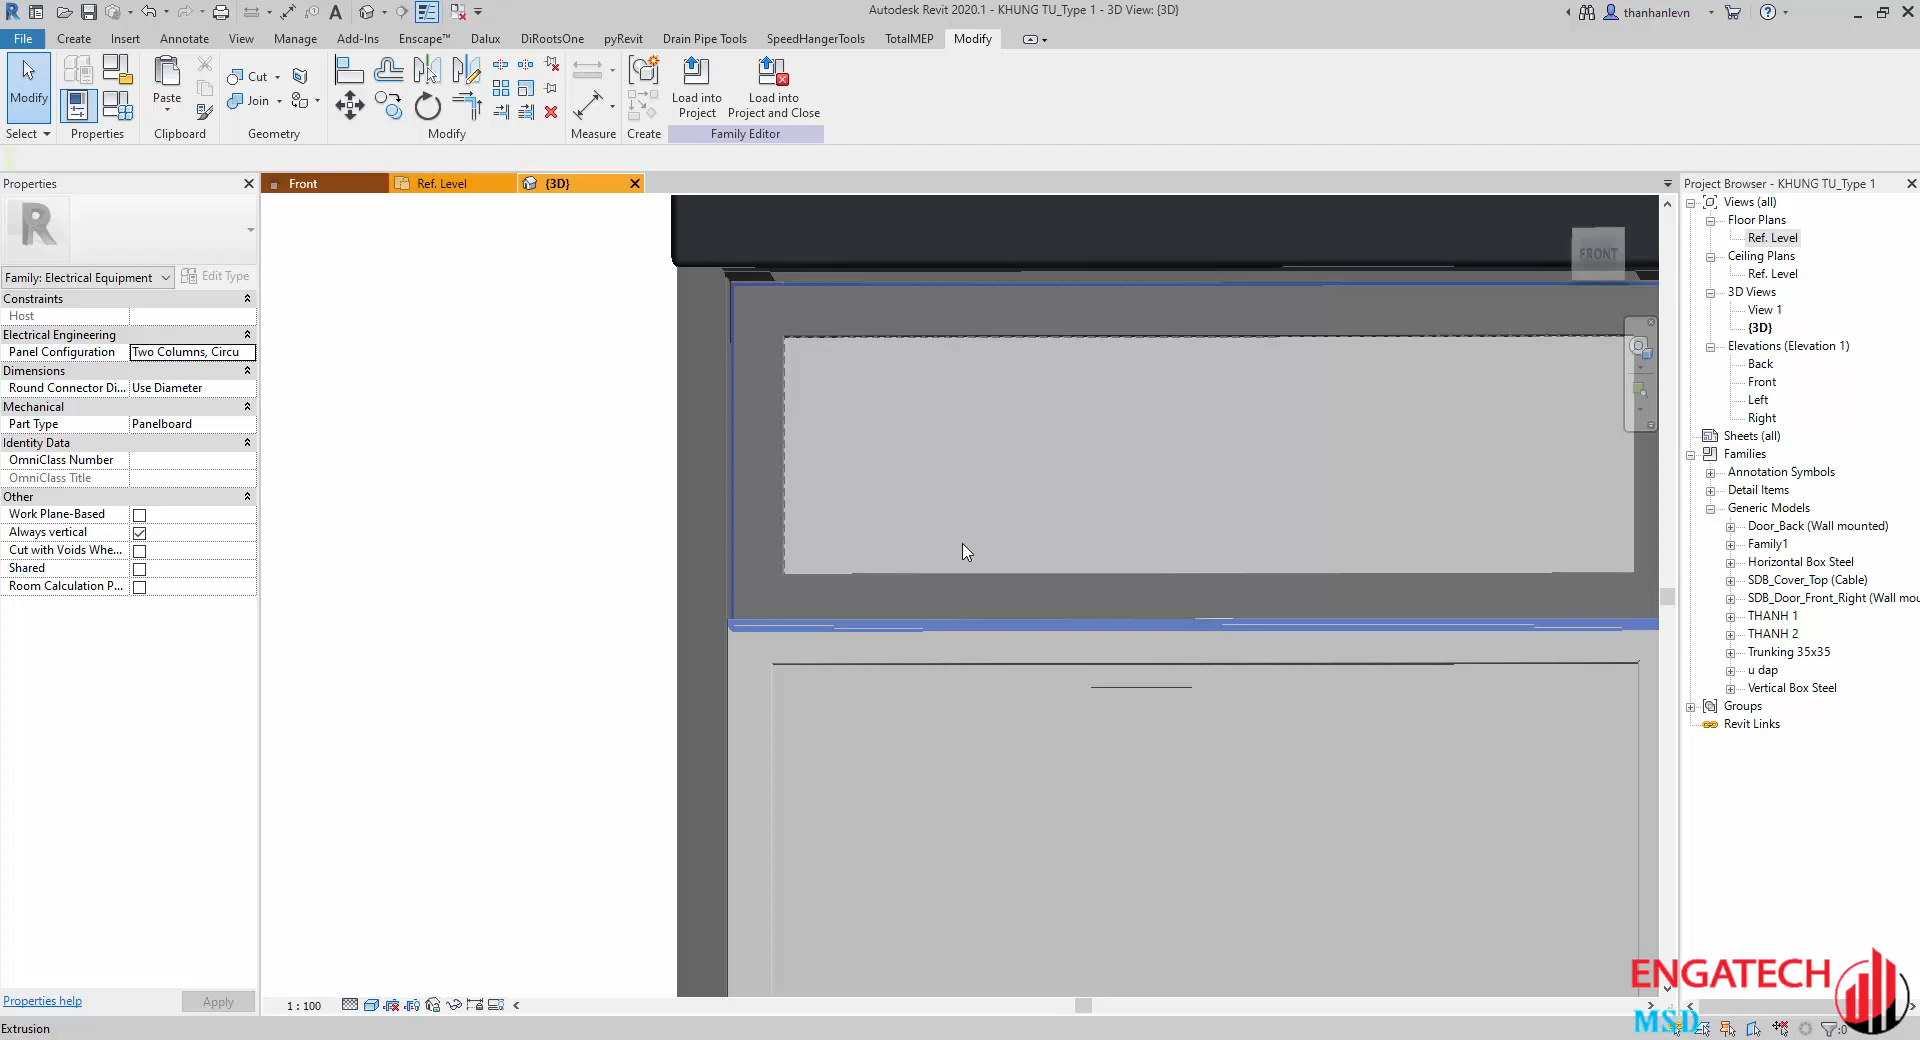 Autodesk Revit 2020.1 - KHUNG TU_Type 1 - 3D View: {3D}
thanhanlevn
File Create Insert Annotate View Manage Add-Ins Enscape™ Dalux DiRootsOne pyRevit Drain Pipe Tools SpeedHangerTools TotalMEP Modify
Modify
Paste
Cut
Join
Load into
Project
Load into
Project and Close
Select Properties Clipboard Geometry Modify Measure Create Family Editor
Properties
Front
Ref. Level
{3D}
Project Browser - KHUNG TU_Type 1
R
Family: Electrical Equipment
Edit Type
Constraints
Host
Electrical Engineering
Panel Configuration Two Columns, Circu
Dimensions
Round Connector Di... Use Diameter
Mechanical
Part Type Panelboard
Identity Data
OmniClass Number
OmniClass Title
Other
Work Plane-Based
Always vertical
Cut with Voids Whe...
Shared
Room Calculation P...
Properties help
Apply
FRONT
Views (all)
Floor Plans
Ref. Level
Ceiling Plans
Ref. Level
3D Views
View 1
{3D}
Elevations (Elevation 1)
Back
Front
Left
Right
Sheets (all)
Families
Annotation Symbols
Detail Items
Generic Models
Door_Back (Wall mounted)
Family1
Horizontal Box Steel
SDB_Cover_Top (Cable)
SDB_Door_Front_Right (Wall mou
THANH 1
THANH 2
Trunking 35x35
u dap
Vertical Box Steel
Groups
Revit Links
1 : 100
Extrusion
ENGATECH
MSD
:0